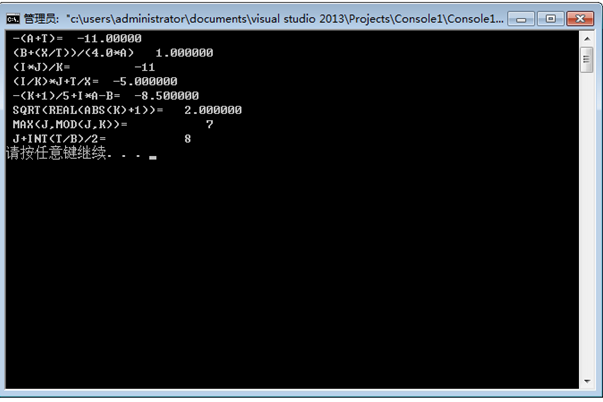 管理员: "c:\users\administrator\documents\visual studio 2013\Projects\Console1\Console1...
-(A+T)=  -11.00000
(B+(X/T))/(4.0*A)   1.000000
(I*J)/K=         -11
(I/K)*J+T/X=  -5.000000
-(K+1)/5+I*A-B=  -8.500000
SQRT(REAL(ABS(K)+1))=   2.000000
MAX(J,MOD(J,K))=           7
J+INT(T/B)/2=           8
请按任意键继续. . .